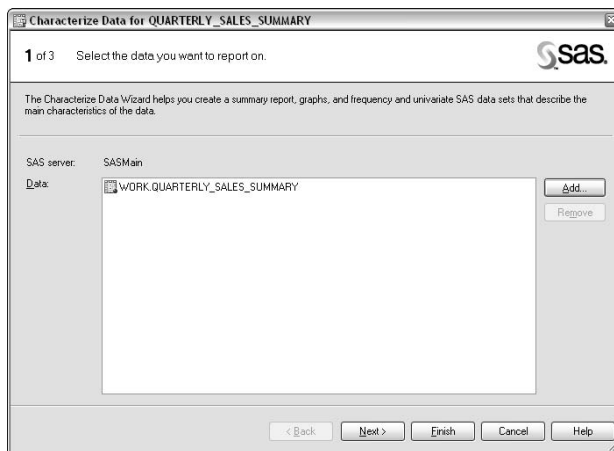 Characterize Data for QUARTERLY_SALES_SUMMARY
1 of 3 Select the data you want to report on.
sas.
The Characterize Data Wizard helps you create a summary report, graphs, and frequency and univariate SAS data sets that describe the
main characteristics of the data.
SAS server: SASMain
Data: WORK.QUARTERLY_SALES_SUMMARY
Add...
Remove
< Back Next > Finish Cancel Help